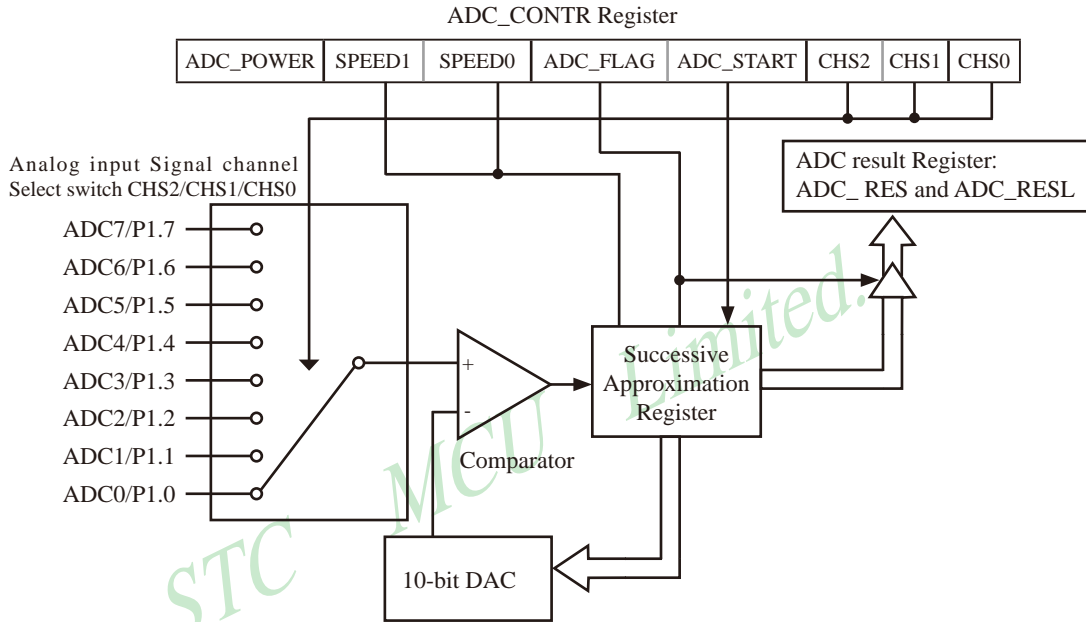 ADC_CONTR Register
ADC_POWER SPEED1 SPEED0 ADC_FLAG ADC_START CHS2 CHS1 CHS0
Analog input Signal channel
Select switch CHS2/CHS1/CHS0
ADC7/P1.7
ADC6/P1.6
ADC5/P1.5
ADC4/P1.4
ADC3/P1.3
ADC2/P1.2
ADC1/P1.1
ADC0/P1.0
ADC result Register:
ADC_ RES and ADC_RESL
+
-
Comparator
Successive
Approximation
Register
10-bit DAC
STC MCU Limited.